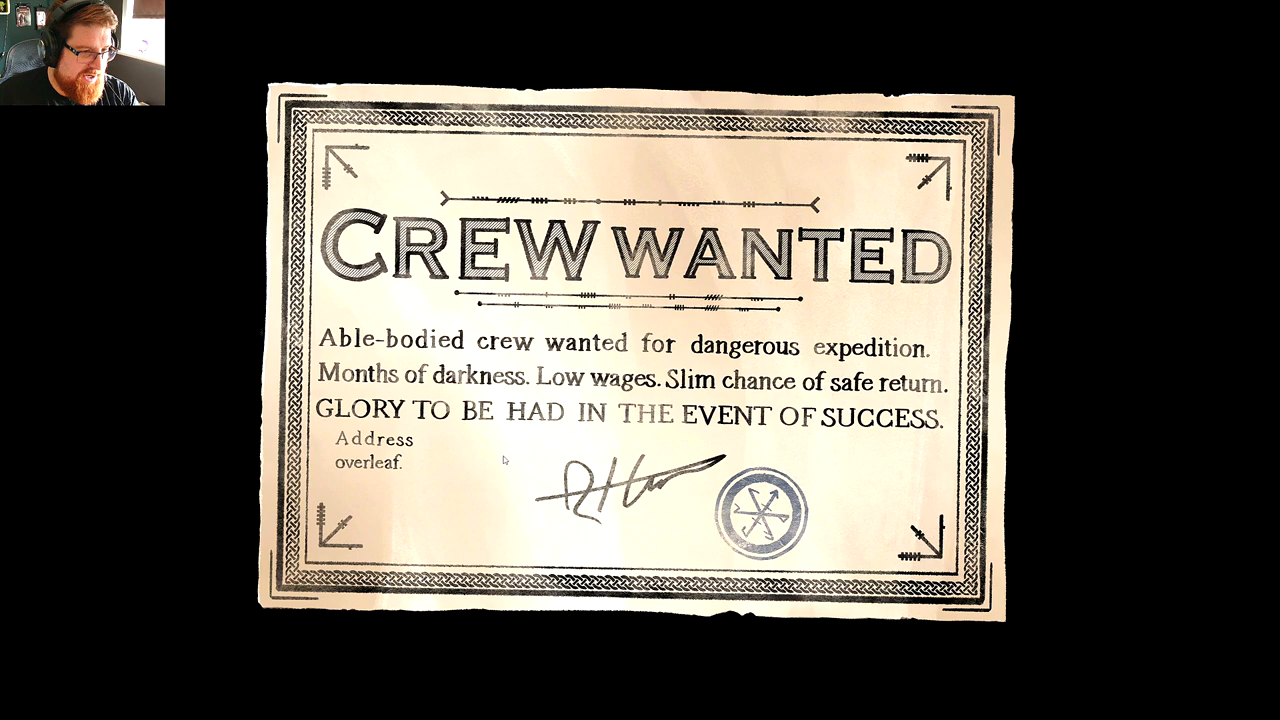 CREW WANTED
Able-bodied crew wanted for dangerous expedition.
Months of darkness. Low wages. Slim chance of safe return.
GLORY TO BE HAD IN THE EVENT OF SUCCESS.
Address
overleaf.